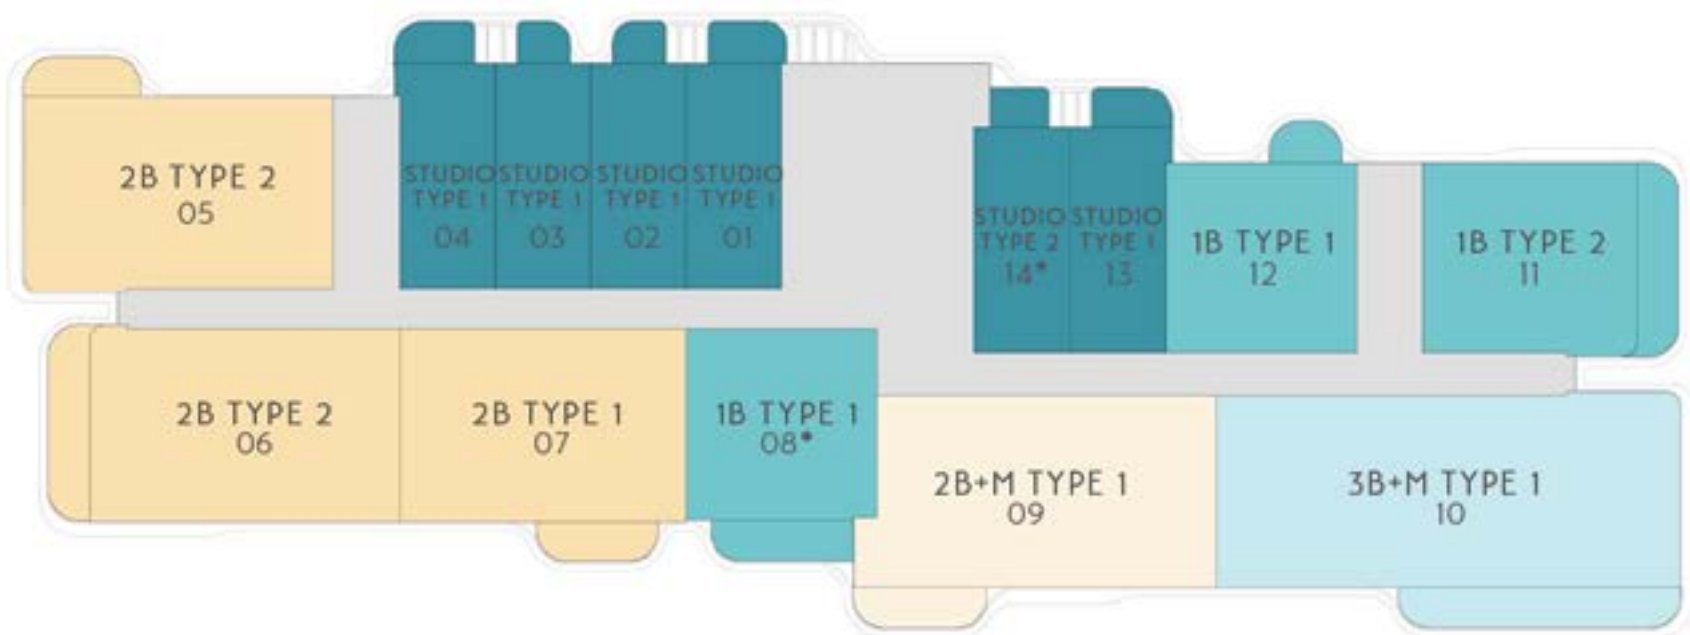 2B TYPE 2
05
STUDIO
TYPE 1
04
STUDIO
TYPE 1
03
STUDIO
TYPE 1
02
STUDIO
TYPE 1
01
STUDIO
TYPE 2
14*
STUDIO
TYPE 1
13
1B TYPE 1
12
1B TYPE 2
11
2B TYPE 2
06
2B TYPE 1
07
1B TYPE 1
08*
2B+M TYPE 1
09
3B+M TYPE 1
10